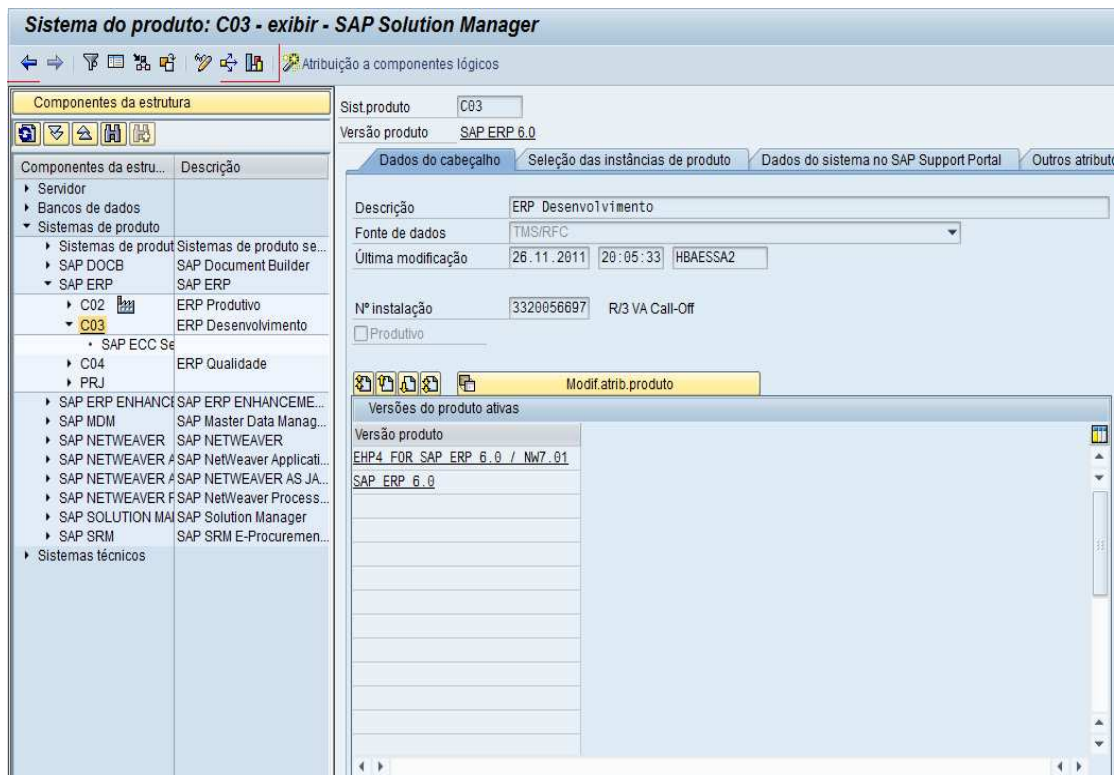 Sistema do produto: C03 - exibir - SAP Solution Manager
Atribuição a componentes lógicos
Componentes da estrutura
Componentes da estru... Descrição
Servidor
Bancos de dados
Sistemas de produto
Sistemas de produt Sistemas de produto se...
SAP DOCB SAP Document Builder
SAP ERP SAP ERP
C02 ERP Produtivo
C03 ERP Desenvolvimento
SAP ECC Se
C04 ERP Qualidade
PRJ
SAP ERP ENHANCE SAP ERP ENHANCEME...
SAP MDM SAP Master Data Manag...
SAP NETWEAVER SAP NETWEAVER
SAP NETWEAVER A SAP NetWeaver Applicati...
SAP NETWEAVER A SAP NETWEAVER AS JA...
SAP NETWEAVER P SAP NetWeaver Process...
SAP SOLUTION MA SAP Solution Manager
SAP SRM SAP SRM E-Procuremen...
Sistemas técnicos
Sist.produto C03
Versão produto SAP ERP 6.0
Dados do cabeçalho Seleção das instâncias de produto Dados do sistema no SAP Support Portal Outros atribut
Descrição ERP Desenvolvimento
Fonte de dados TMS/RFC
Última modificação 26.11.2011 20:05:33 HBAESSA2
Nº instalação 3320056697 R/3 VA Call-Off
Produtivo
Modif.atrib.produto
Versões do produto ativas
Versão produto
EHP4 FOR SAP ERP 6.0 / NW7.01
SAP ERP 6.0